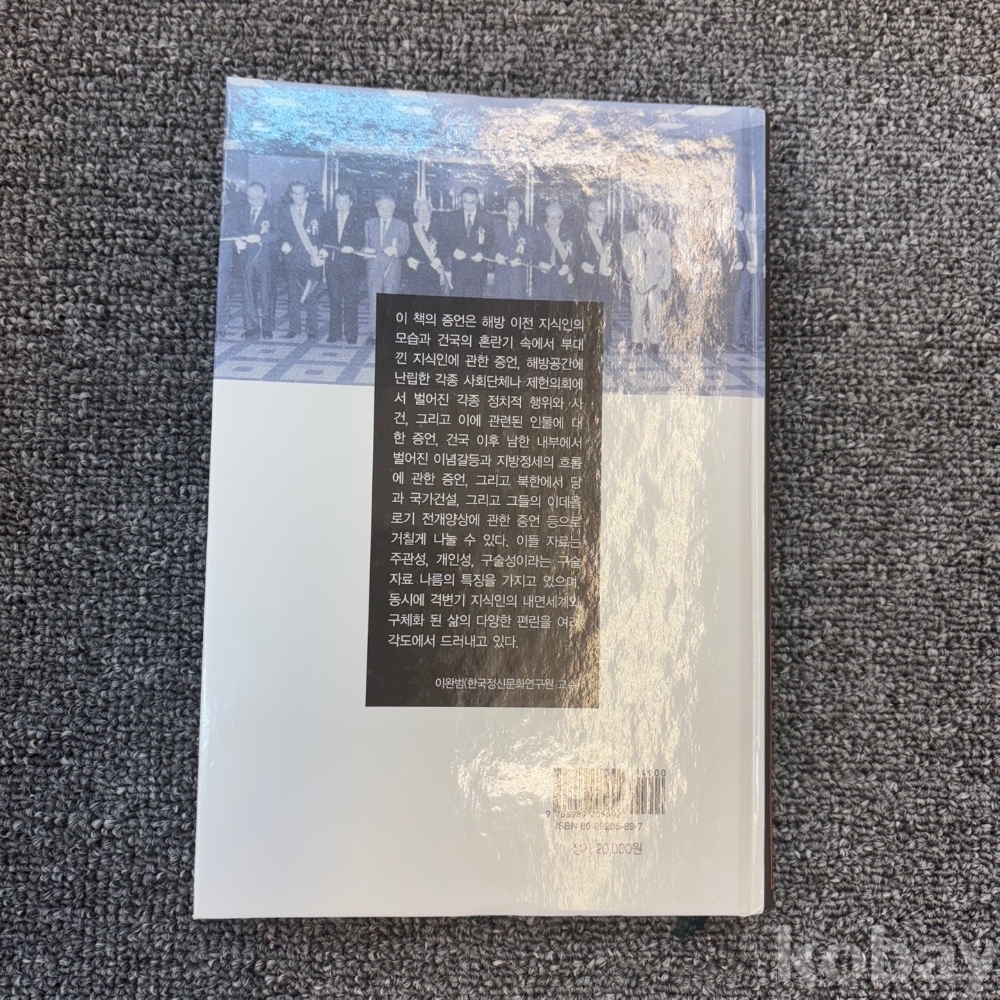 이 책의 증언은 해방 이전 지식인의
모습과 건국의 혼란기 속에서 부대
낀 지식인에 관한 증언, 해방공간에
난립한 각종 사회단체나 제헌의회에
서 벌어진 각종 정치적 행위와 사
건, 그리고 이에 관련된 인물에 대
한 증언, 건국 이후 남한 내부에서
벌어진 이념갈등과 지방정세의 흐름
에 관한 증언, 그리고 북한에서 당
과 국가건설, 그리고 그들의 이데올
로기 전개양상에 관한 증언 등으로
거칠게 나눌 수 있다. 이들 자료는
주관성, 개인성, 구술성이라는 구술
자료 나름의 특징을 가지고 있으며,
동시에 격변기 지식인의 내면세계와
구체화 된 삶의 다양한 편린을 여러
각도에서 드러내고 있다.
이완범(한국정신문화연구원 교수)
ISBN 89-89205-69-7
정가 20,000원
kobay